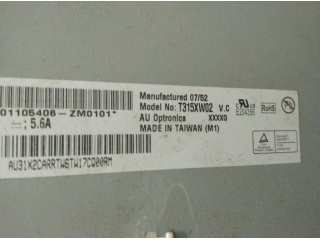 Manufactured 07/52
Model No: T315XW02 V.C
AU Optronics XXXXG
MADE IN TAIWAN (M1)
RoHS
E204356
01105406-ZM0101*
; 5.6A
AU31X2CARRTW6TW17CQ00RM